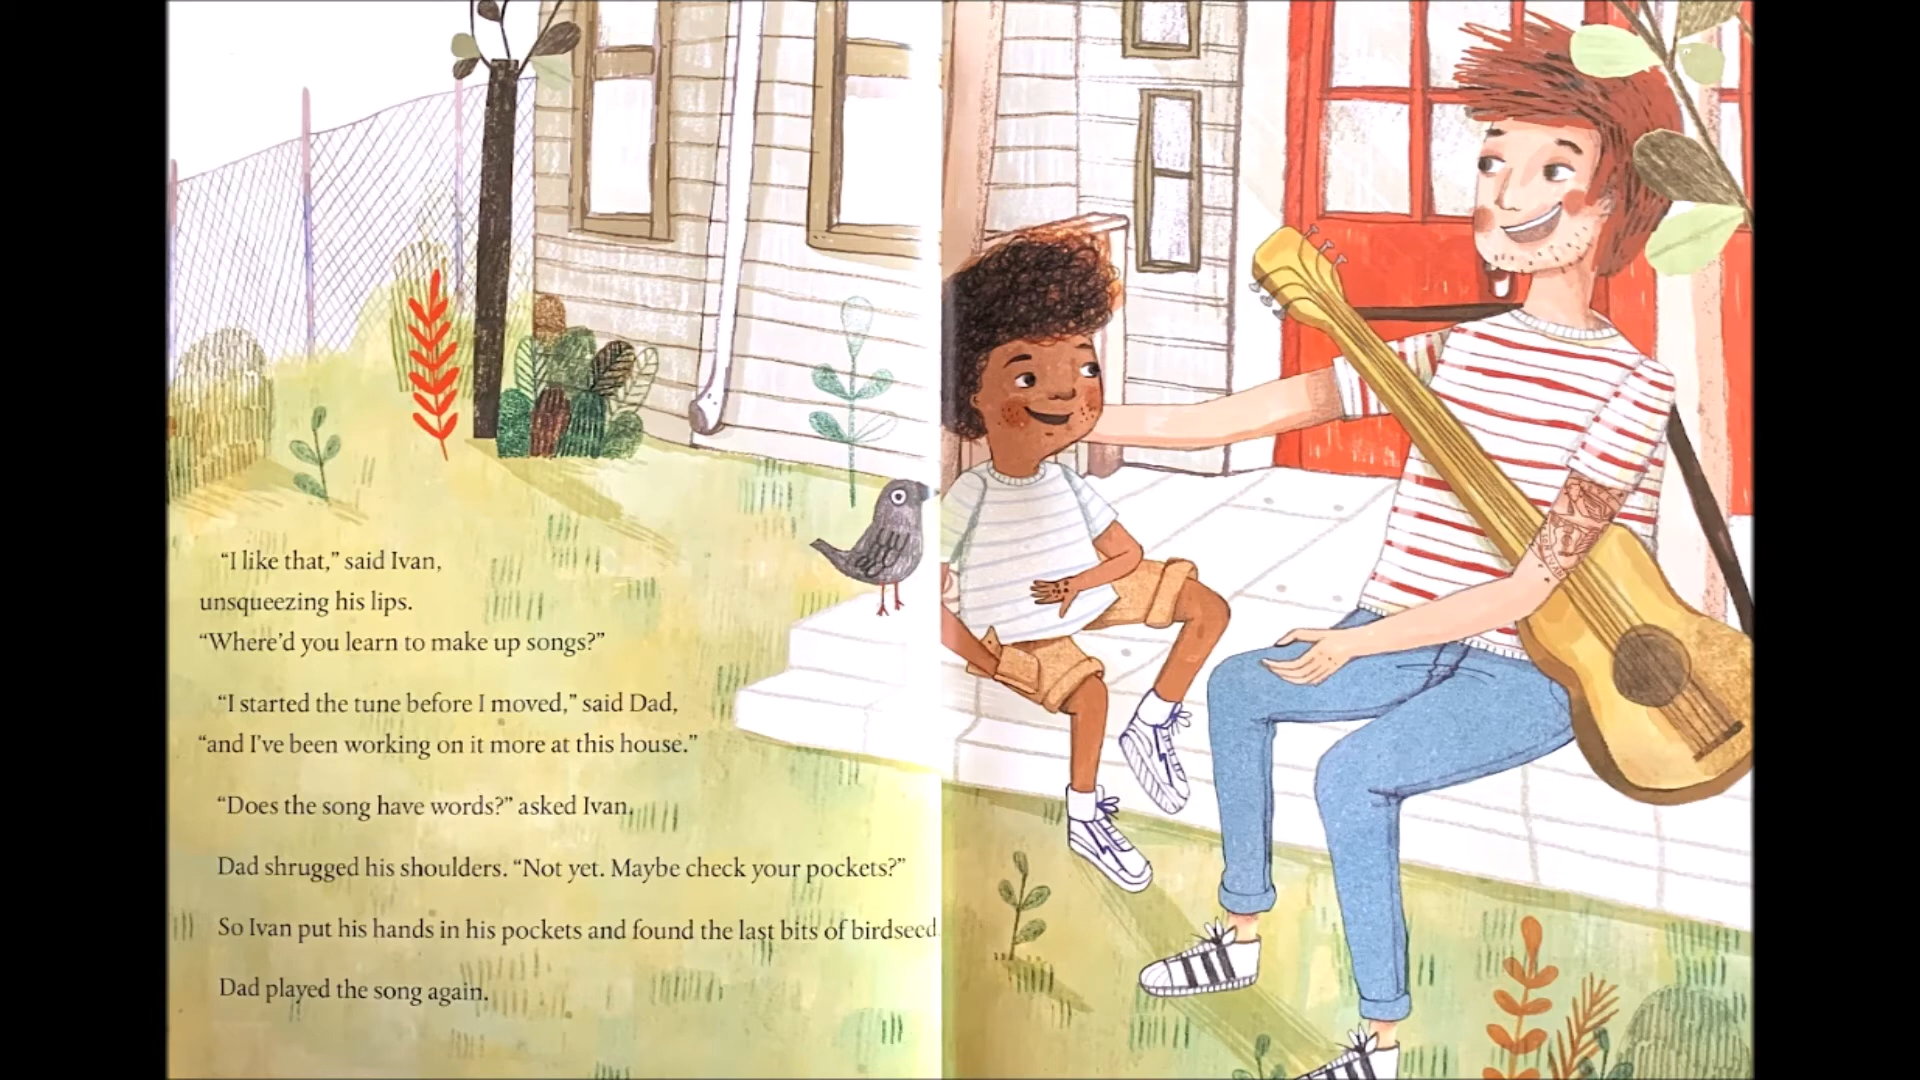 “I like that,” said Ivan,
unsqueezing his lips.
“Where’d you learn to make up songs?”
“I started the tune before I moved,” said Dad,
“and I've been working on it more at this house.”
“Does the song have words?” asked Ivan.
Dad shrugged his shoulders. “Not yet. Maybe check your pockets?”
So Ivan put his hands in his pockets and found the last bits of birdseed.
Dad played the song again.